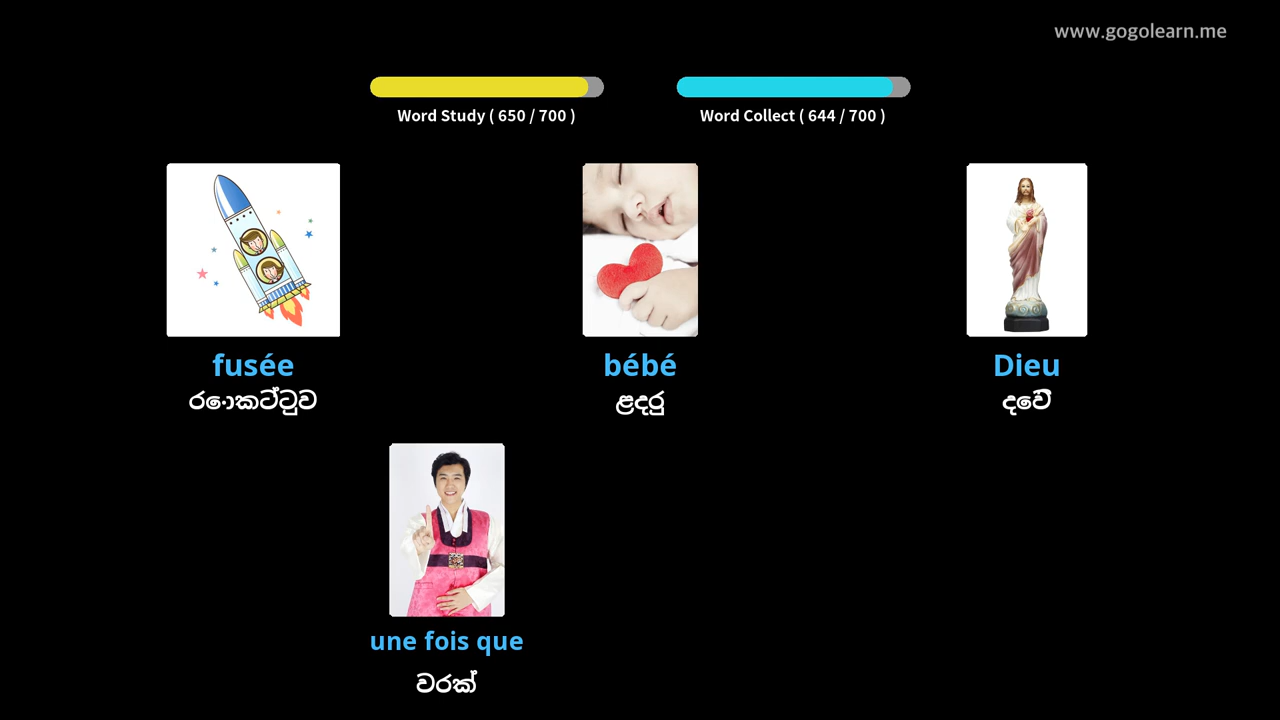 www.gogolearn.me
Word Study ( 650 / 700 )
Word Collect ( 644 / 700 )
fusée
bébé
Dieu
රොකට්ටුව
ළදරු
දෙවි
une fois que
වරක්